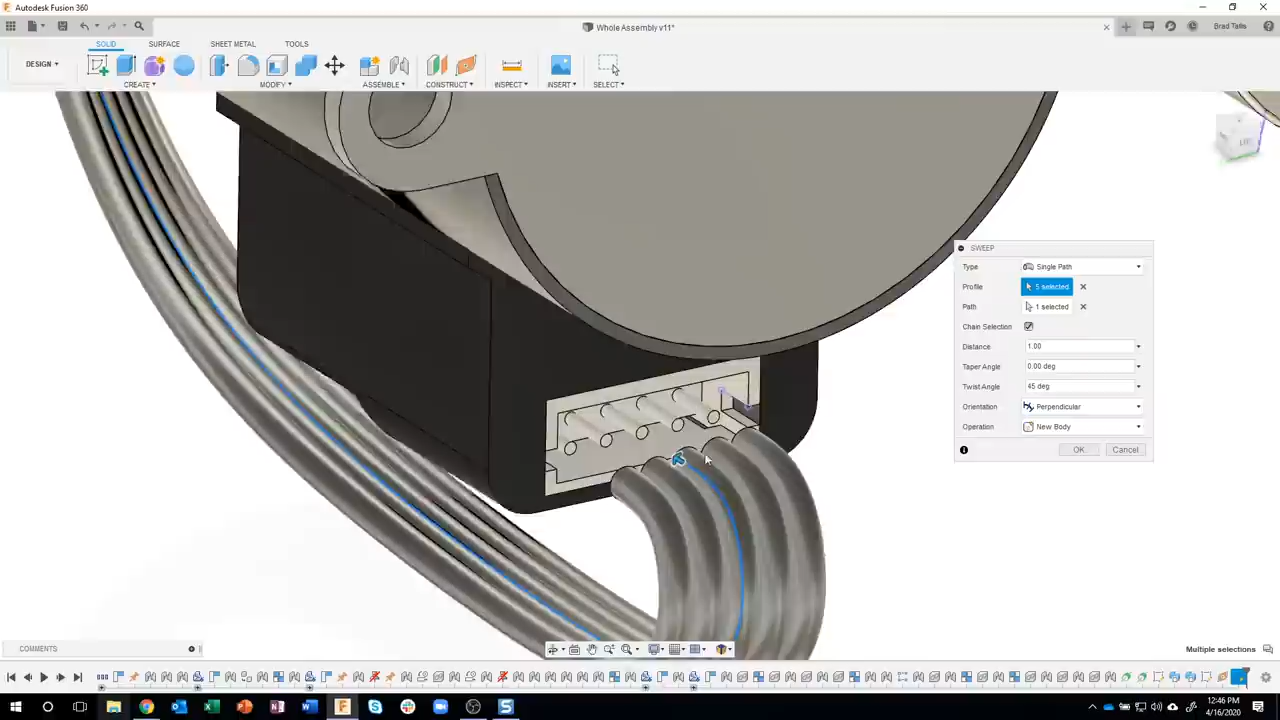 Autodesk Fusion 360
Whole Assembly v11*
Brad Tallis
SOLID
SURFACE
SHEET METAL
TOOLS
DESIGN
CREATE
MODIFY
ASSEMBLE
CONSTRUCT
INSPECT
INSERT
SELECT
SWEEP
Type
Single Path
Profile
5 selected
Path
1 selected
Chain Selection
Distance
1.00
Taper Angle
0.00 deg
Twist Angle
45 deg
Orientation
Perpendicular
Operation
New Body
OK
Cancel
COMMENTS
Multiple selections
12:46 PM
4/16/2020